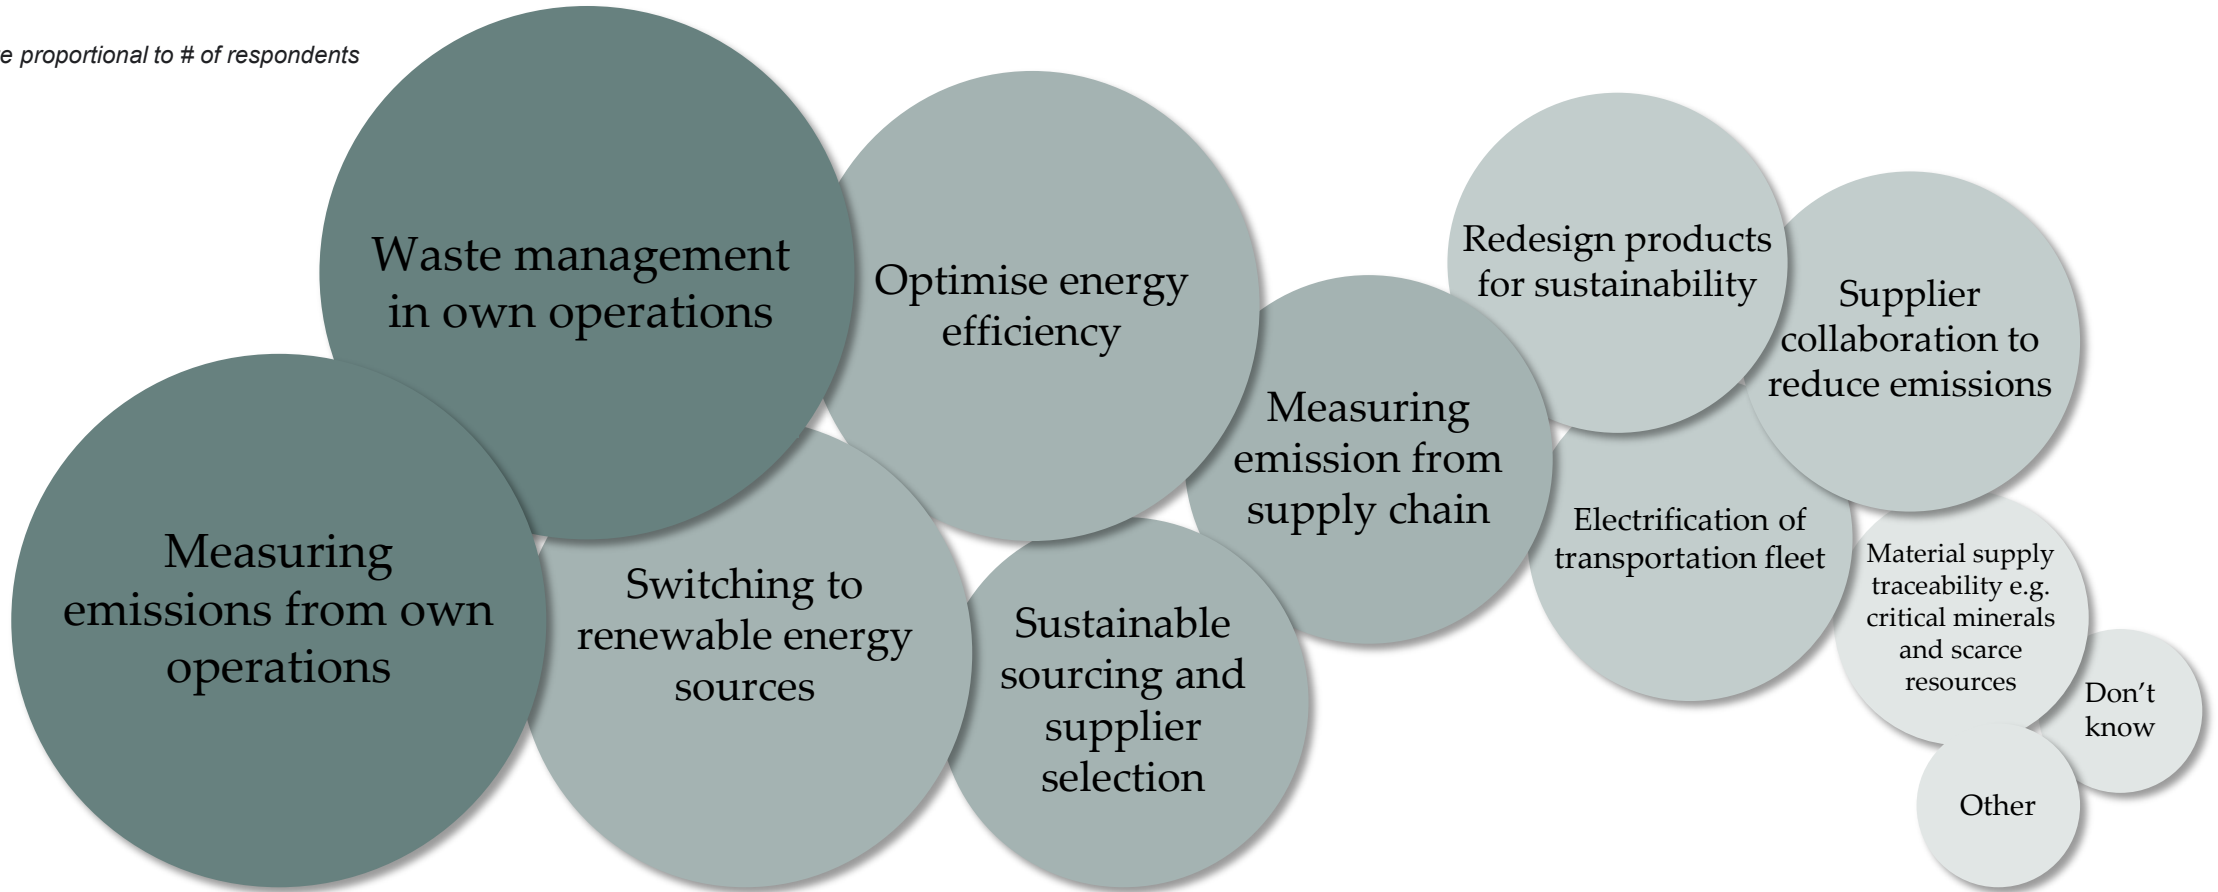 e proportional to # of respondents
Waste management
in own operations
Optimise energy
efficiency
Redesign products
for sustainability
Supplier
collaboration to
reduce emissions
Measuring
emission from
supply chain
Measuring
emissions from own
operations
Switching to
renewable energy
sources
Sustainable
sourcing and
supplier
selection
Electrification of
transportation fleet
Material supply
traceability e.g.
critical minerals
and scarce
resources
Don't
know
Other